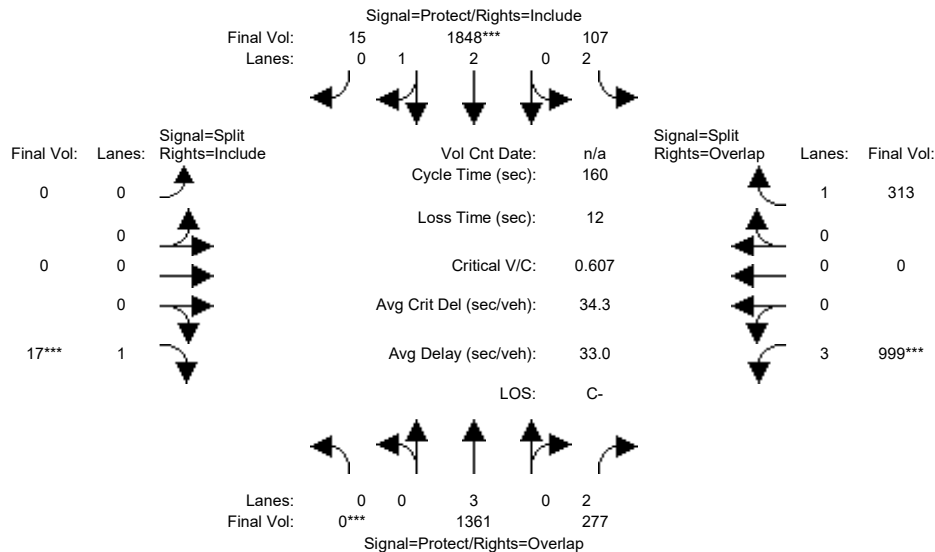 Signal=Protect/Rights=Include
Final Vol: 15 1848*** 107
Lanes: 0 1 2 0 2
Signal=Split
Final Vol: Lanes: Rights=Include
Vol Cnt Date: n/a
Signal=Split
Rights=Overlap Lanes: Final Vol:
Cycle Time (sec): 160
0 0
1 313
Loss Time (sec): 12
0
0
0 0
Critical V/C: 0.607
0 0
0
Avg Crit Del (sec/veh): 34.3
0
17*** 1
Avg Delay (sec/veh): 33.0
3 999***
LOS: C-
Lanes: 0 0 3 0 2
Final Vol: 0*** 1361 277
Signal=Protect/Rights=Overlap